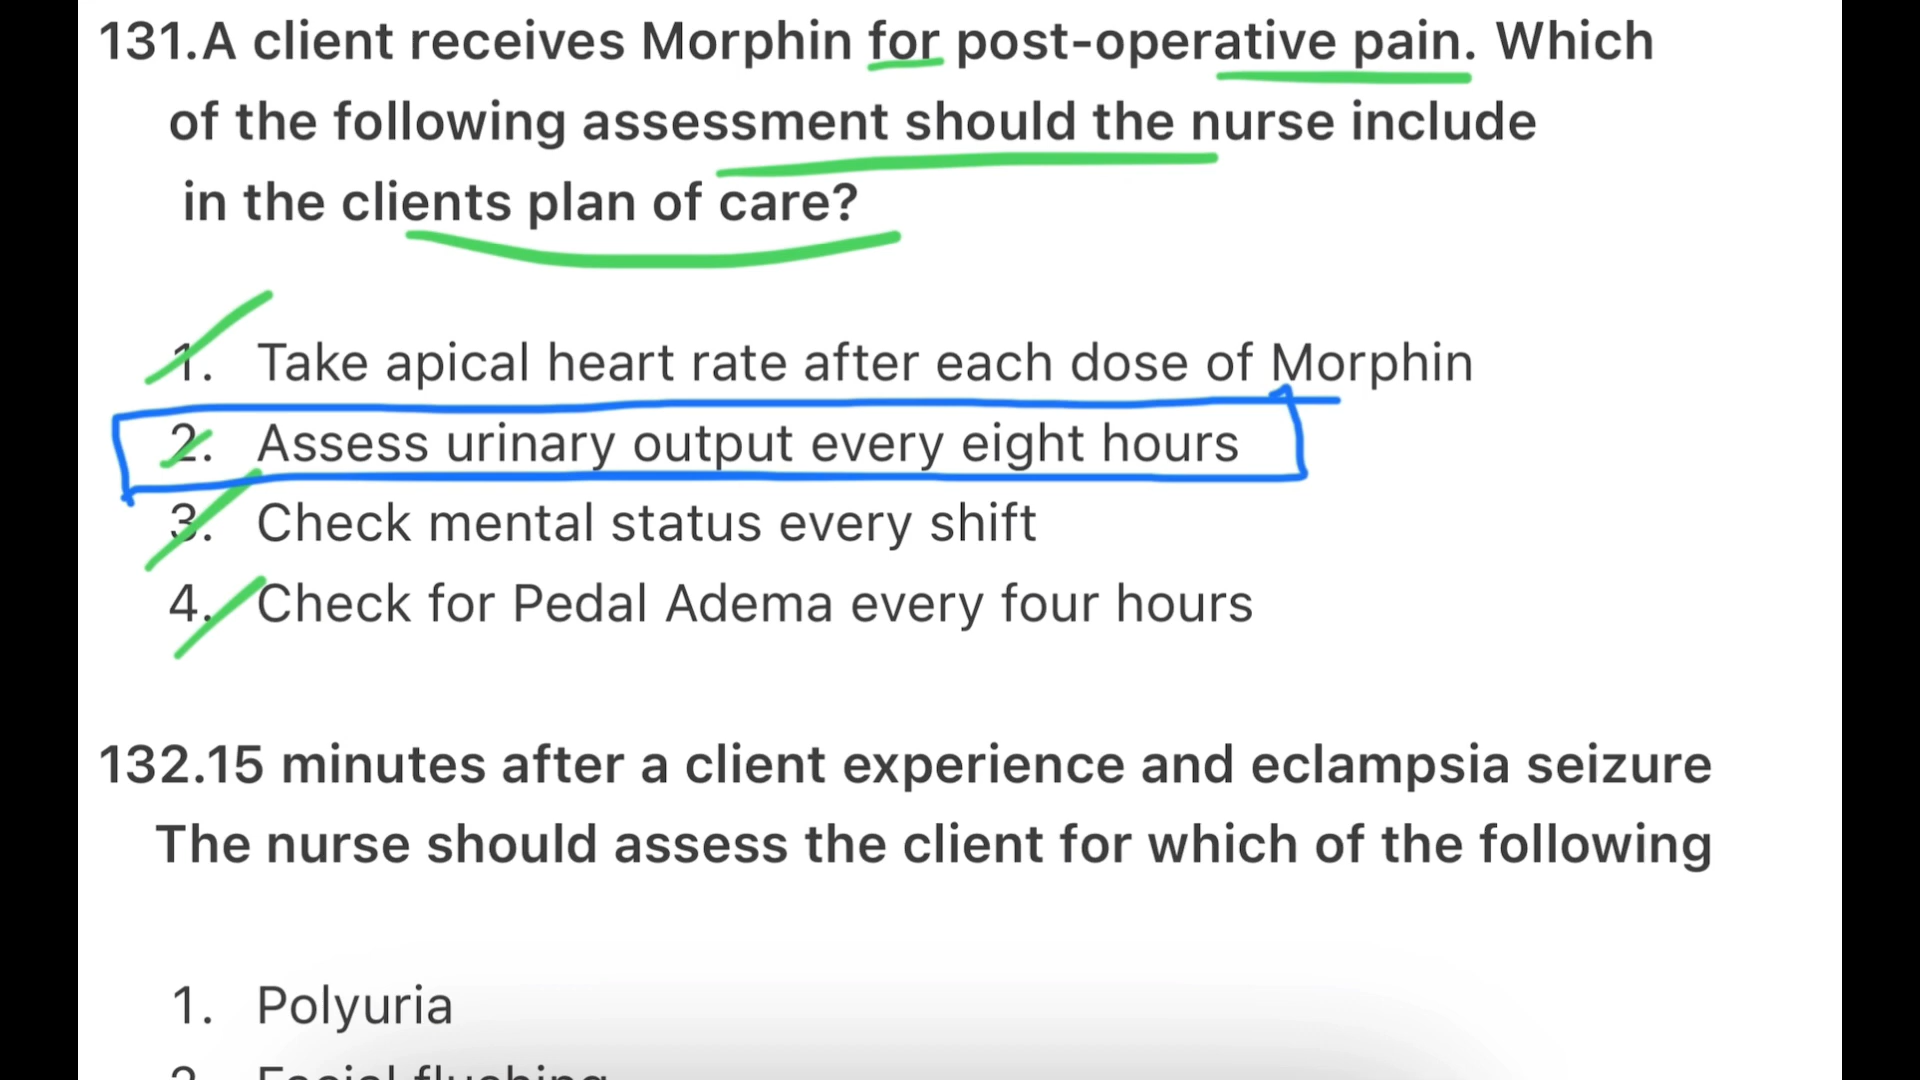 131.A client receives Morphin for post-operative pain. Which
of the following assessment should the nurse include
in the clients plan of care?
1. Take apical heart rate after each dose of Morphin
2. Assess urinary output every eight hours
3. Check mental status every shift
4. Check for Pedal Adema every four hours
132.15 minutes after a client experience and eclampsia seizure
The nurse should assess the client for which of the following
1. Polyuria
2. Facial flushing